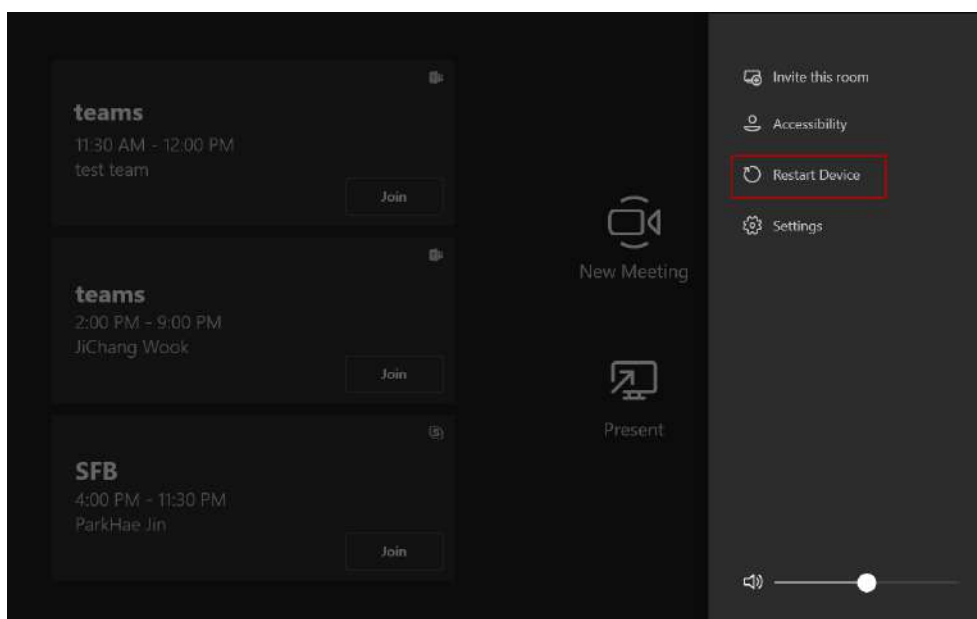 teams
11:30 AM - 12:00 PM
test team
Join
teams
2:00 PM - 9:00 PM
JiChang Wook
Join
SFB
4:00 PM - 11:30 PM
ParkHae Jin
Join
New Meeting
Present
Invite this room
Accessibility
Restart Device
Settings